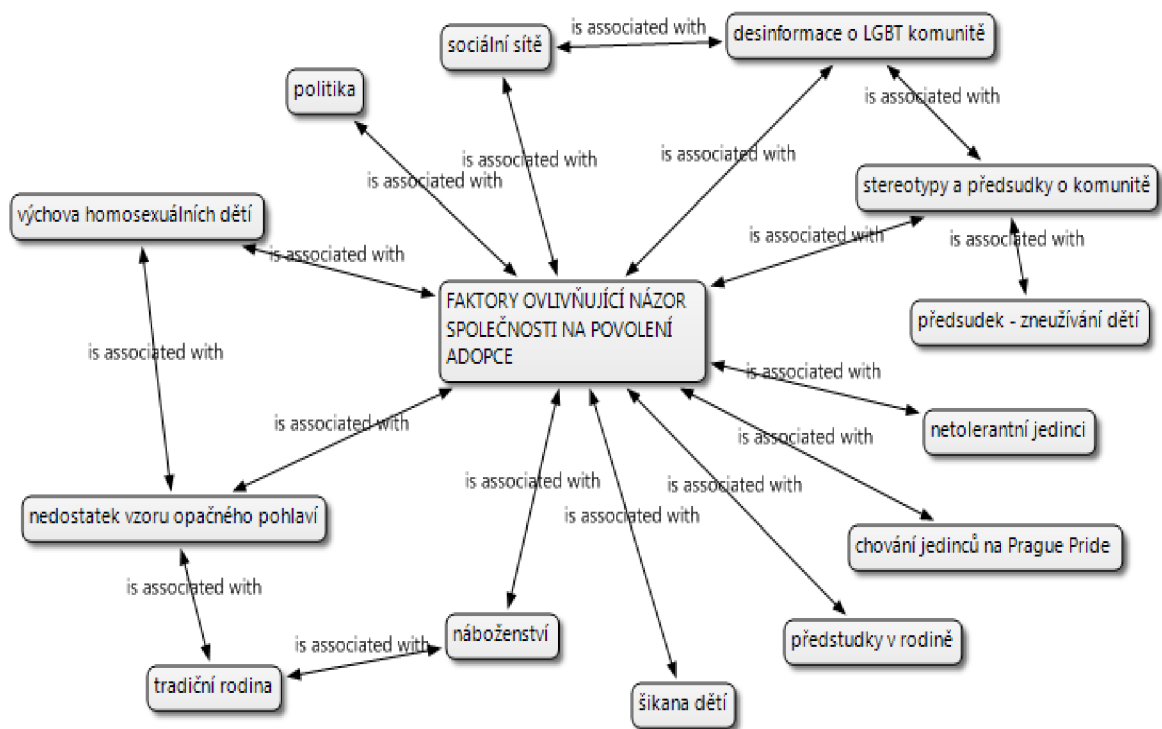 is associated with
desinformace o LGBT komunitě
sociální sítě
politika
is associated with
is associated with
is associated with
is associated with
is associated with
stereotypy a předsudky o komunitě
výchova homosexuálních dětí
is associated with
is associated with
is associated with
FAKTORY OVLIVŇUJÍCÍ NÁZOR
SPOLEČNOSTI NA POVOLENÍ
ADOPCE
předsudek - zneužívání dětí
is associated with
is associated with
is associated with
netolerantní jedinci
is associated with
is associated with
is associated with
nedostatek vzoru opačného pohlaví
is associated with
chování jedinců na Prague Pride
is associated with
náboženství
předstudky v rodině
is associated with
tradiční rodina
šikana dětí